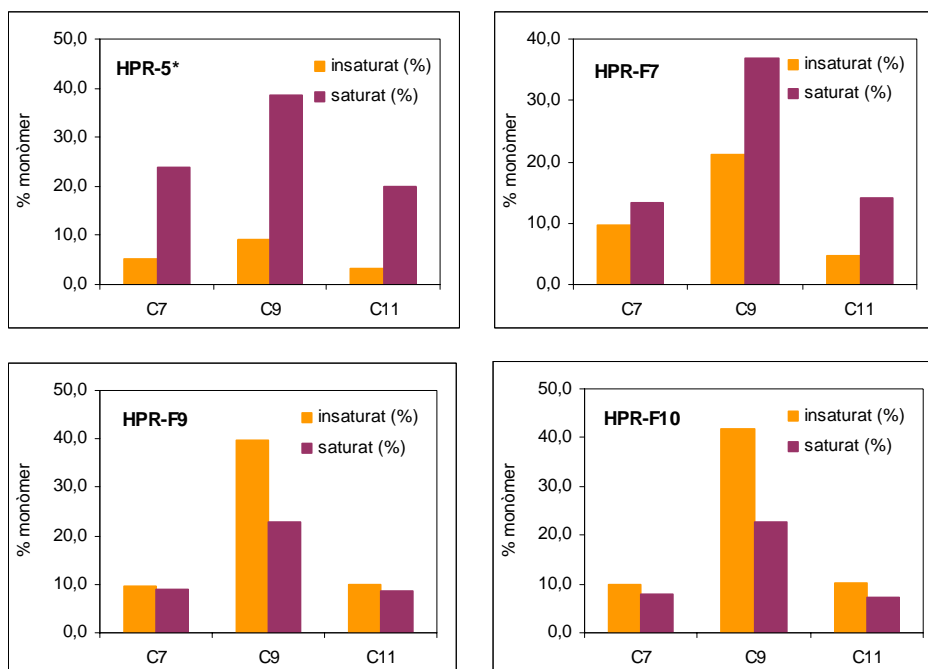 HPR-5*
insaturat (%)
saturat (%)
% monòmer
50,0
40,0
30,0
20,0
10,0
0,0
C7 C9 C11
HPR-F7
insaturat (%)
saturat (%)
% monòmer
40,0
30,0
20,0
10,0
0,0
C7 C9 C11
HPR-F9
insaturat (%)
saturat (%)
% monòmer
50,0
40,0
30,0
20,0
10,0
0,0
C7 C9 C11
HPR-F10
insaturat (%)
saturat (%)
% monòmer
50,0
40,0
30,0
20,0
10,0
0,0
C7 C9 C11